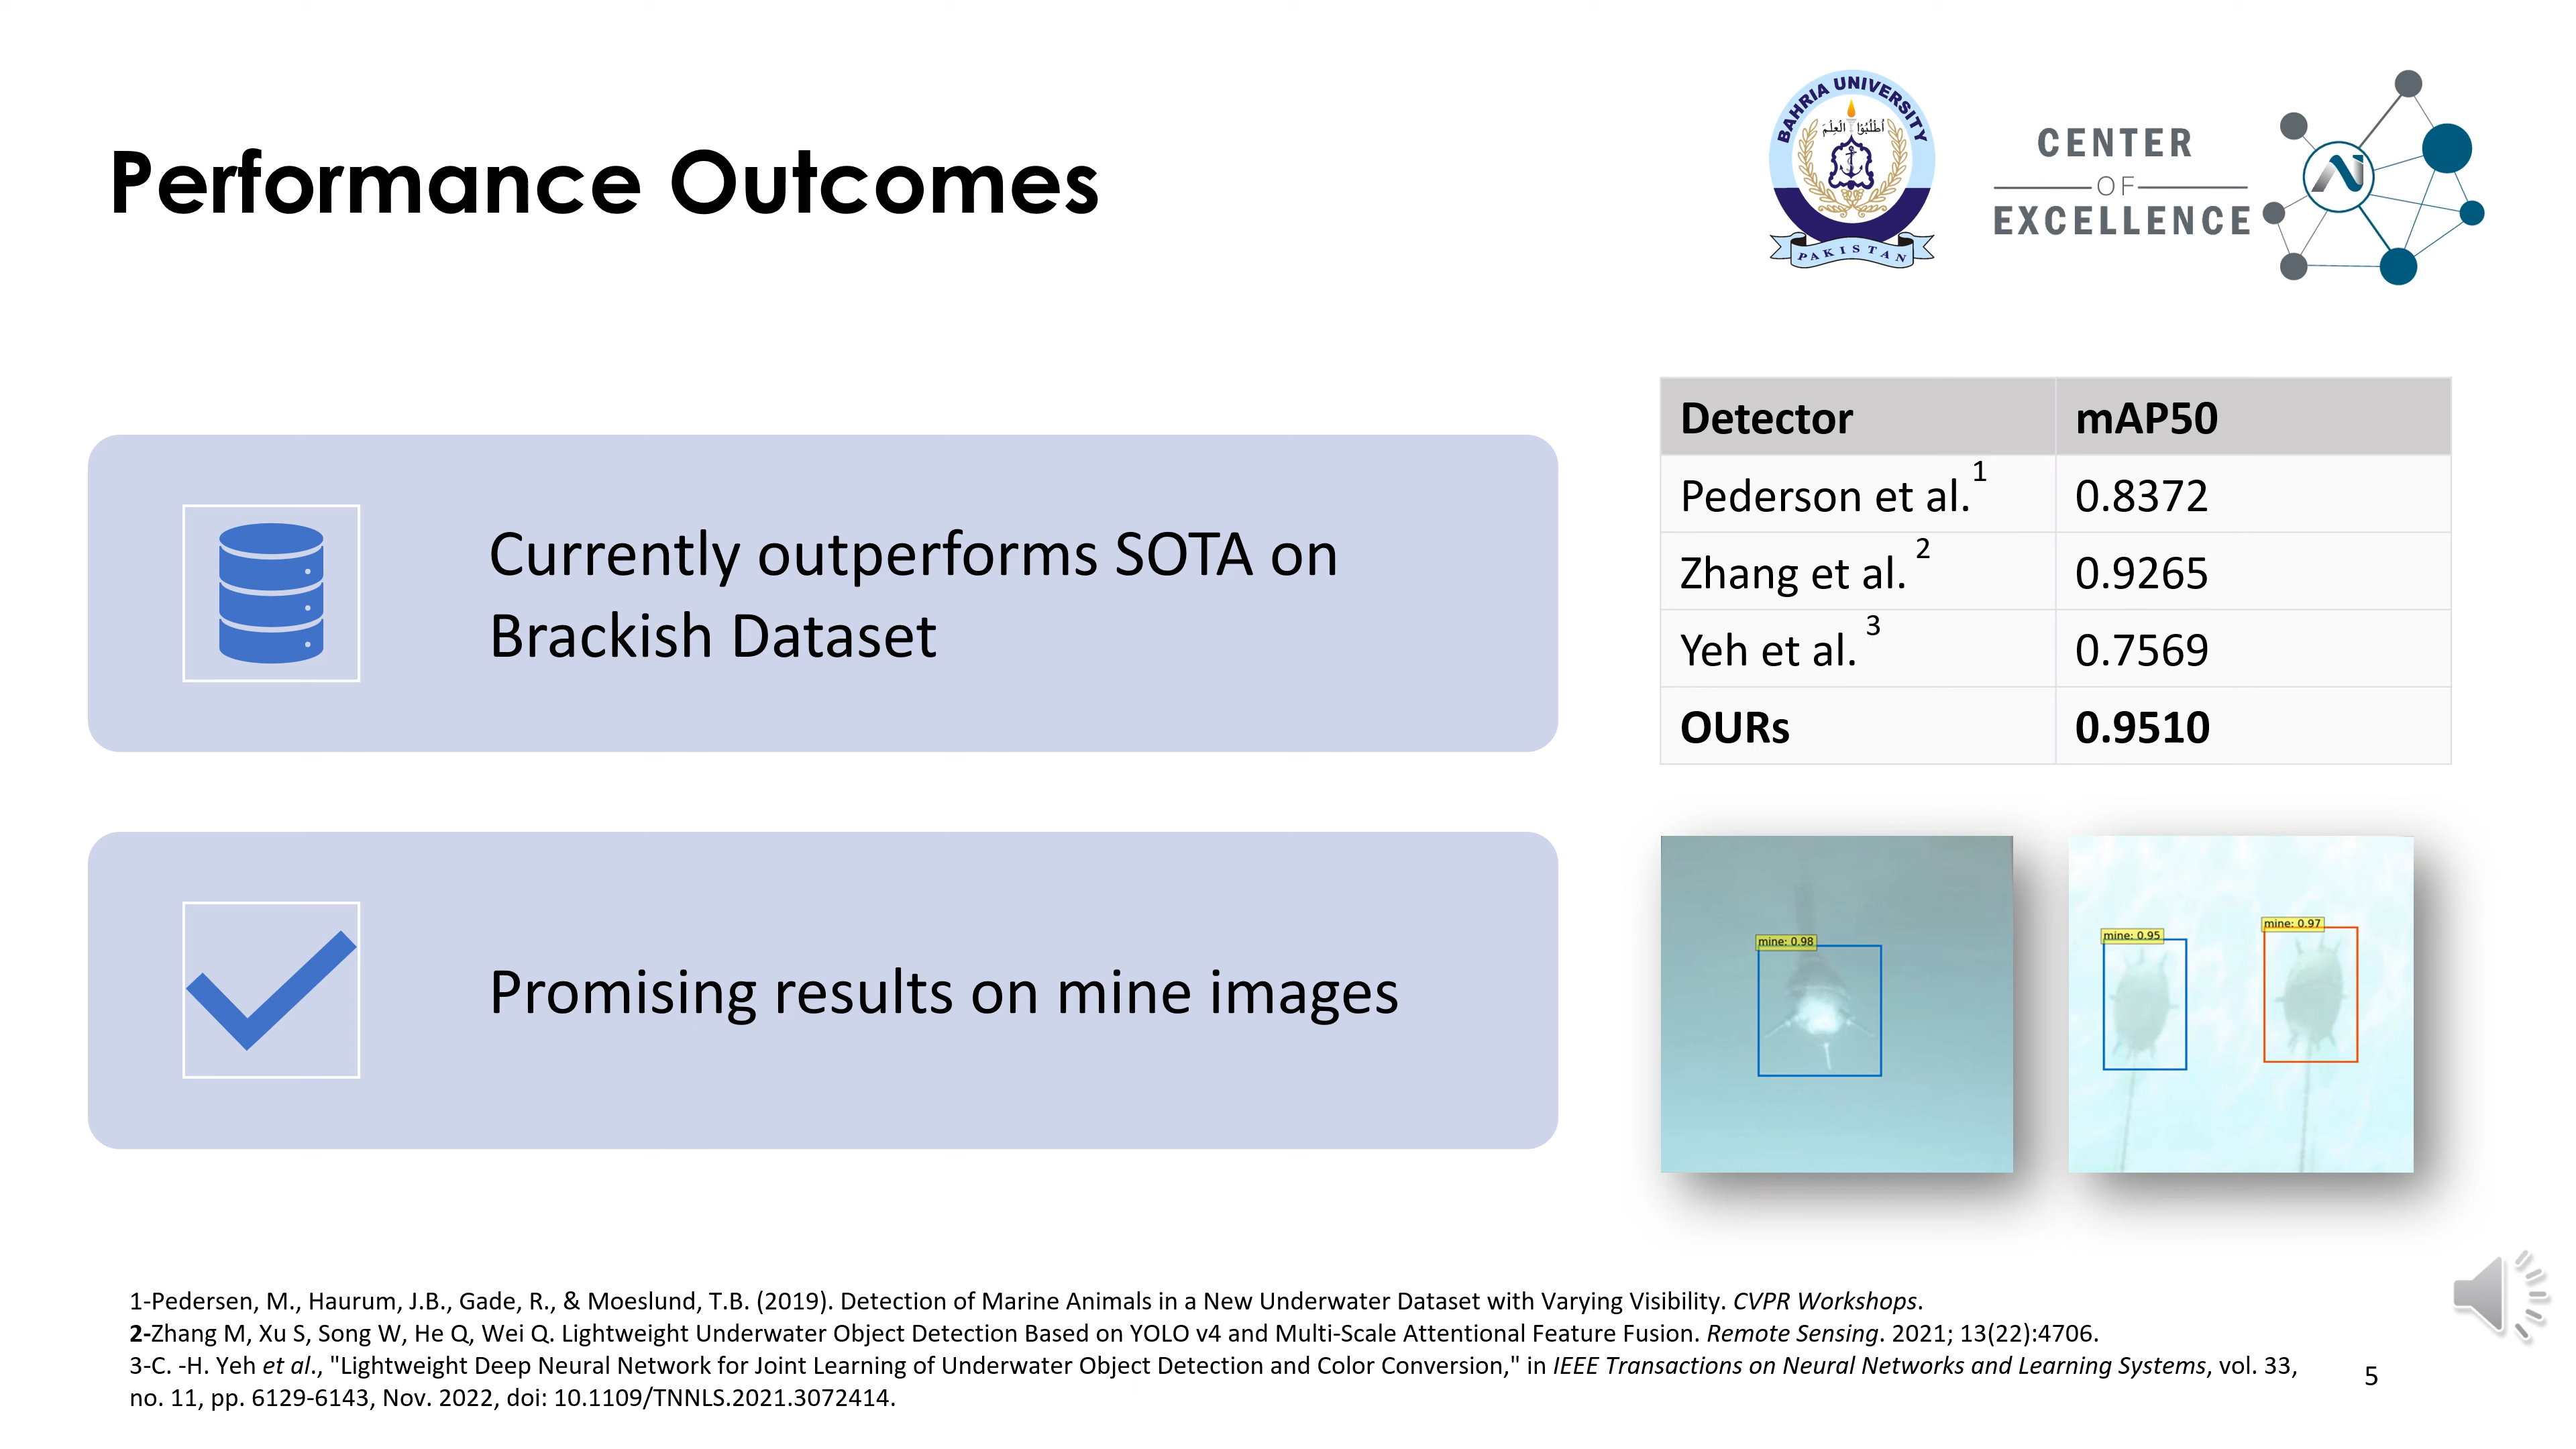 Performance Outcomes
BAHRIA UNIVERSITY
اُطْلُبُوْا الْعِلْمَ
PAKISTAN
CENTER
OF
EXCELLENCE
Currently outperforms SOTA on
Brackish Dataset
Promising results on mine images
Detector mAP50
Pederson et al.1 0.8372
Zhang et al. 2 0.9265
Yeh et al. 3 0.7569
OURs 0.9510
mine: 0.98
mine: 0.95
mine: 0.97
1-Pedersen, M., Haurum, J.B., Gade, R., & Moeslund, T.B. (2019). Detection of Marine Animals in a New Underwater Dataset with Varying Visibility. CVPR Workshops.
2-Zhang M, Xu S, Song W, He Q, Wei Q. Lightweight Underwater Object Detection Based on YOLO v4 and Multi-Scale Attentional Feature Fusion. Remote Sensing. 2021; 13(22):4706.
3-C. -H. Yeh et al., "Lightweight Deep Neural Network for Joint Learning of Underwater Object Detection and Color Conversion," in IEEE Transactions on Neural Networks and Learning Systems, vol. 33,
no. 11, pp. 6129-6143, Nov. 2022, doi: 10.1109/TNNLS.2021.3072414.
5